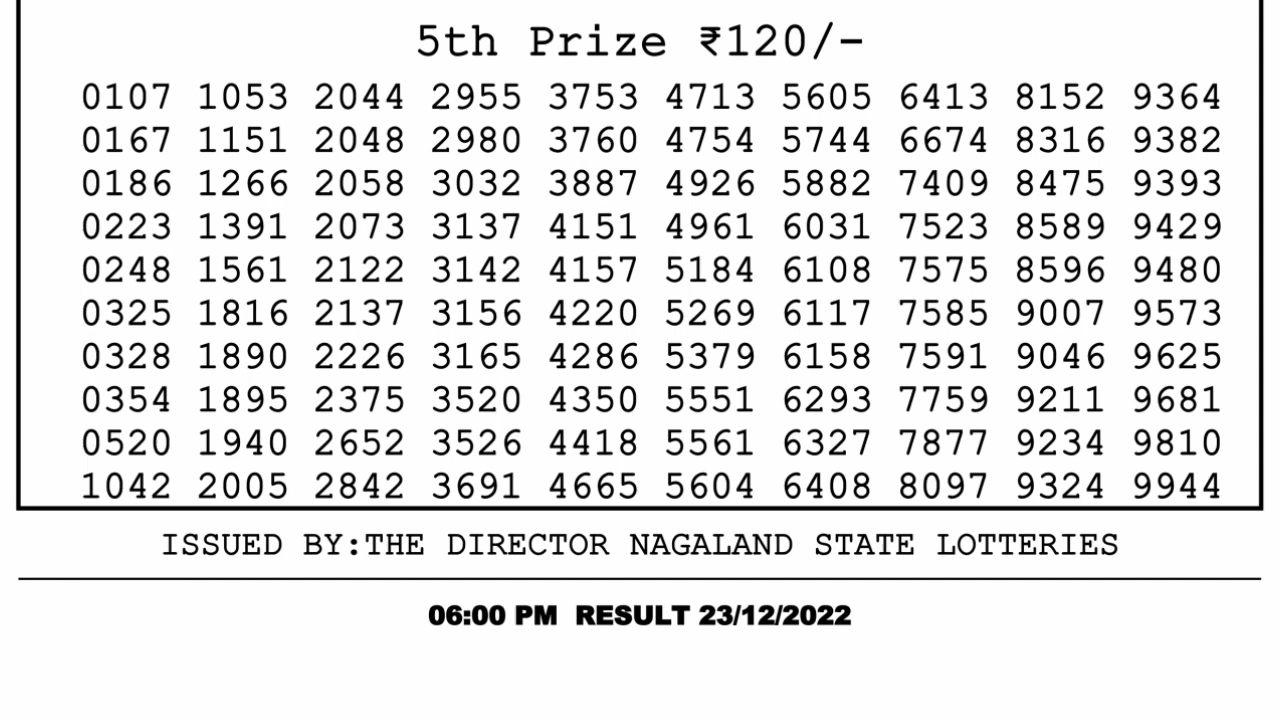 5th Prize ₹120/-
0107 1053 2044 2955 3753 4713 5605 6413 8152 9364
0167 1151 2048 2980 3760 4754 5744 6674 8316 9382
0186 1266 2058 3032 3887 4926 5882 7409 8475 9393
0223 1391 2073 3137 4151 4961 6031 7523 8589 9429
0248 1561 2122 3142 4157 5184 6108 7575 8596 9480
0325 1816 2137 3156 4220 5269 6117 7585 9007 9573
0328 1890 2226 3165 4286 5379 6158 7591 9046 9625
0354 1895 2375 3520 4350 5551 6293 7759 9211 9681
0520 1940 2652 3526 4418 5561 6327 7877 9234 9810
1042 2005 2842 3691 4665 5604 6408 8097 9324 9944
ISSUED BY:THE DIRECTOR NAGALAND STATE LOTTERIES
06:00 PM RESULT 23/12/2022